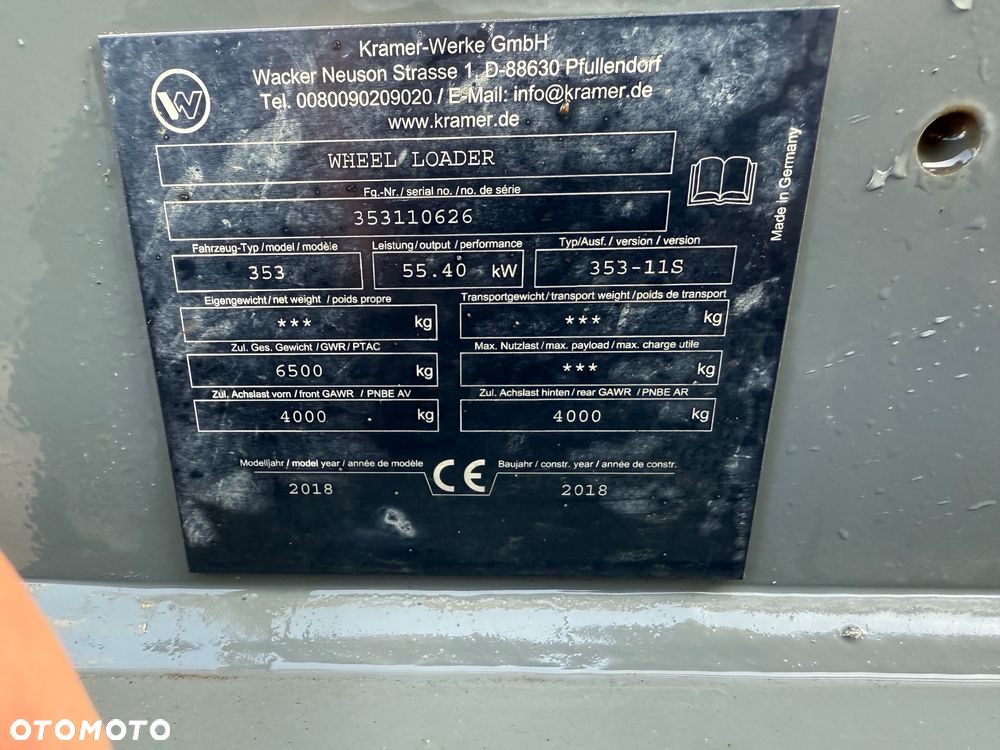 Kramer-Werke GmbH
Wacker Neuson Strasse 1, D-88630 Pfullendorf
Tel. 0080090209020 / E-Mail: info@kramer.de
www.kramer.de
WHEEL LOADER
Made in Germany
Fg.-Nr./ serial no. / no. de série
353110626
Fahrzeug-Typ / model / modèle Leistung / output / performance Typ/Ausf. / version / version
353 55.40 kW 353-11S
Eigengewicht / net weight / poids propre Transportgewicht / transport weight / poids de transport
*** kg *** kg
Zul. Ges. Gewicht / GWR / PTAC Max. Nutzlast / max. payload / max. charge utile
6500 kg *** kg
Zul. Achslast vorn / front GAWR / PNBE AV Zul. Achslast hinten / rear GAWR / PNBE AR
4000 kg 4000 kg
Modelljahr / model year / année de modèle CE Baujahr / constr. year / année de constr.
2018 2018
OTOMOTO